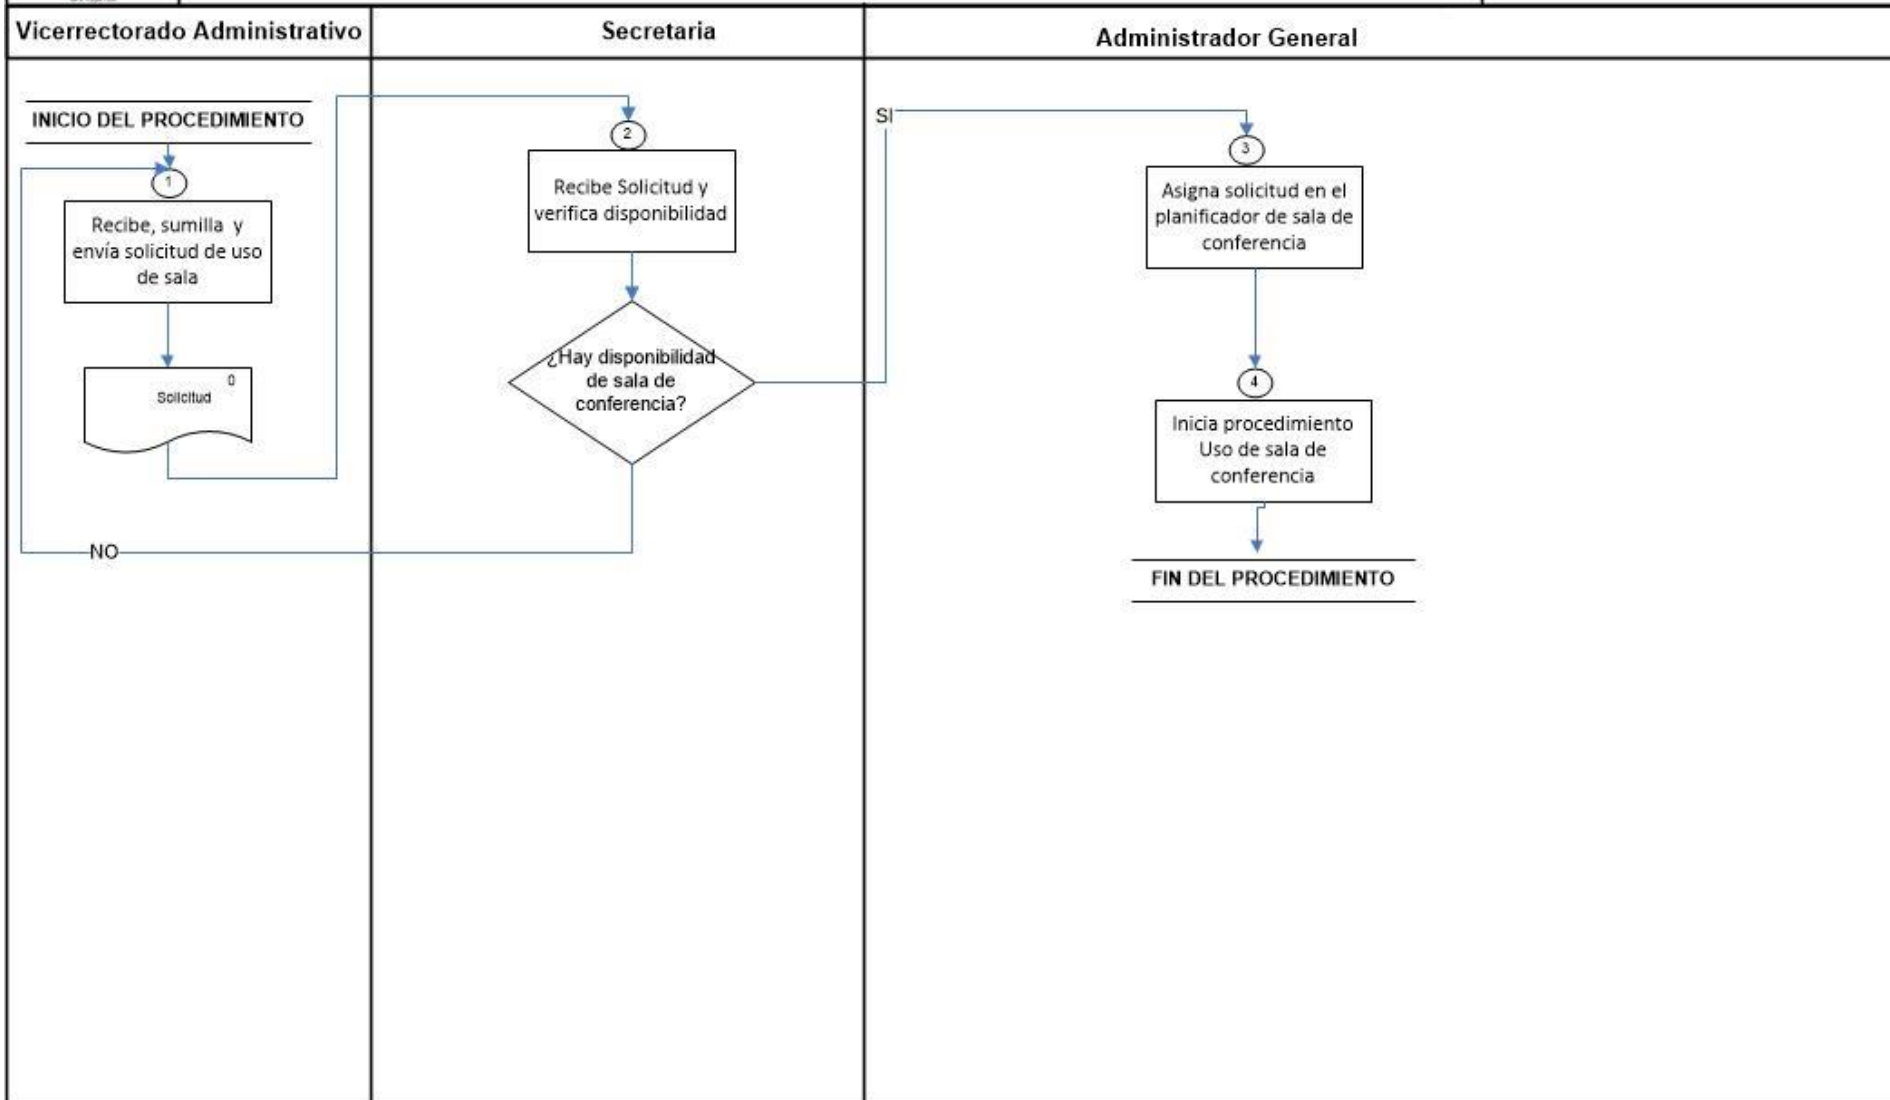 Vicerrectorado Administrativo
Secretaria
Administrador General
INICIO DEL PROCEDIMIENTO
1
Recibe, sumilla y
envía solicitud de uso
de sala
0
Solicitud
NO
2
Recibe Solicitud y
verifica disponibilidad
¿Hay disponibilidad
de sala de
conferencia?
SI
3
Asigna solicitud en el
planificador de sala de
conferencia
4
Inicia procedimiento
Uso de sala de
conferencia
FIN DEL PROCEDIMIENTO